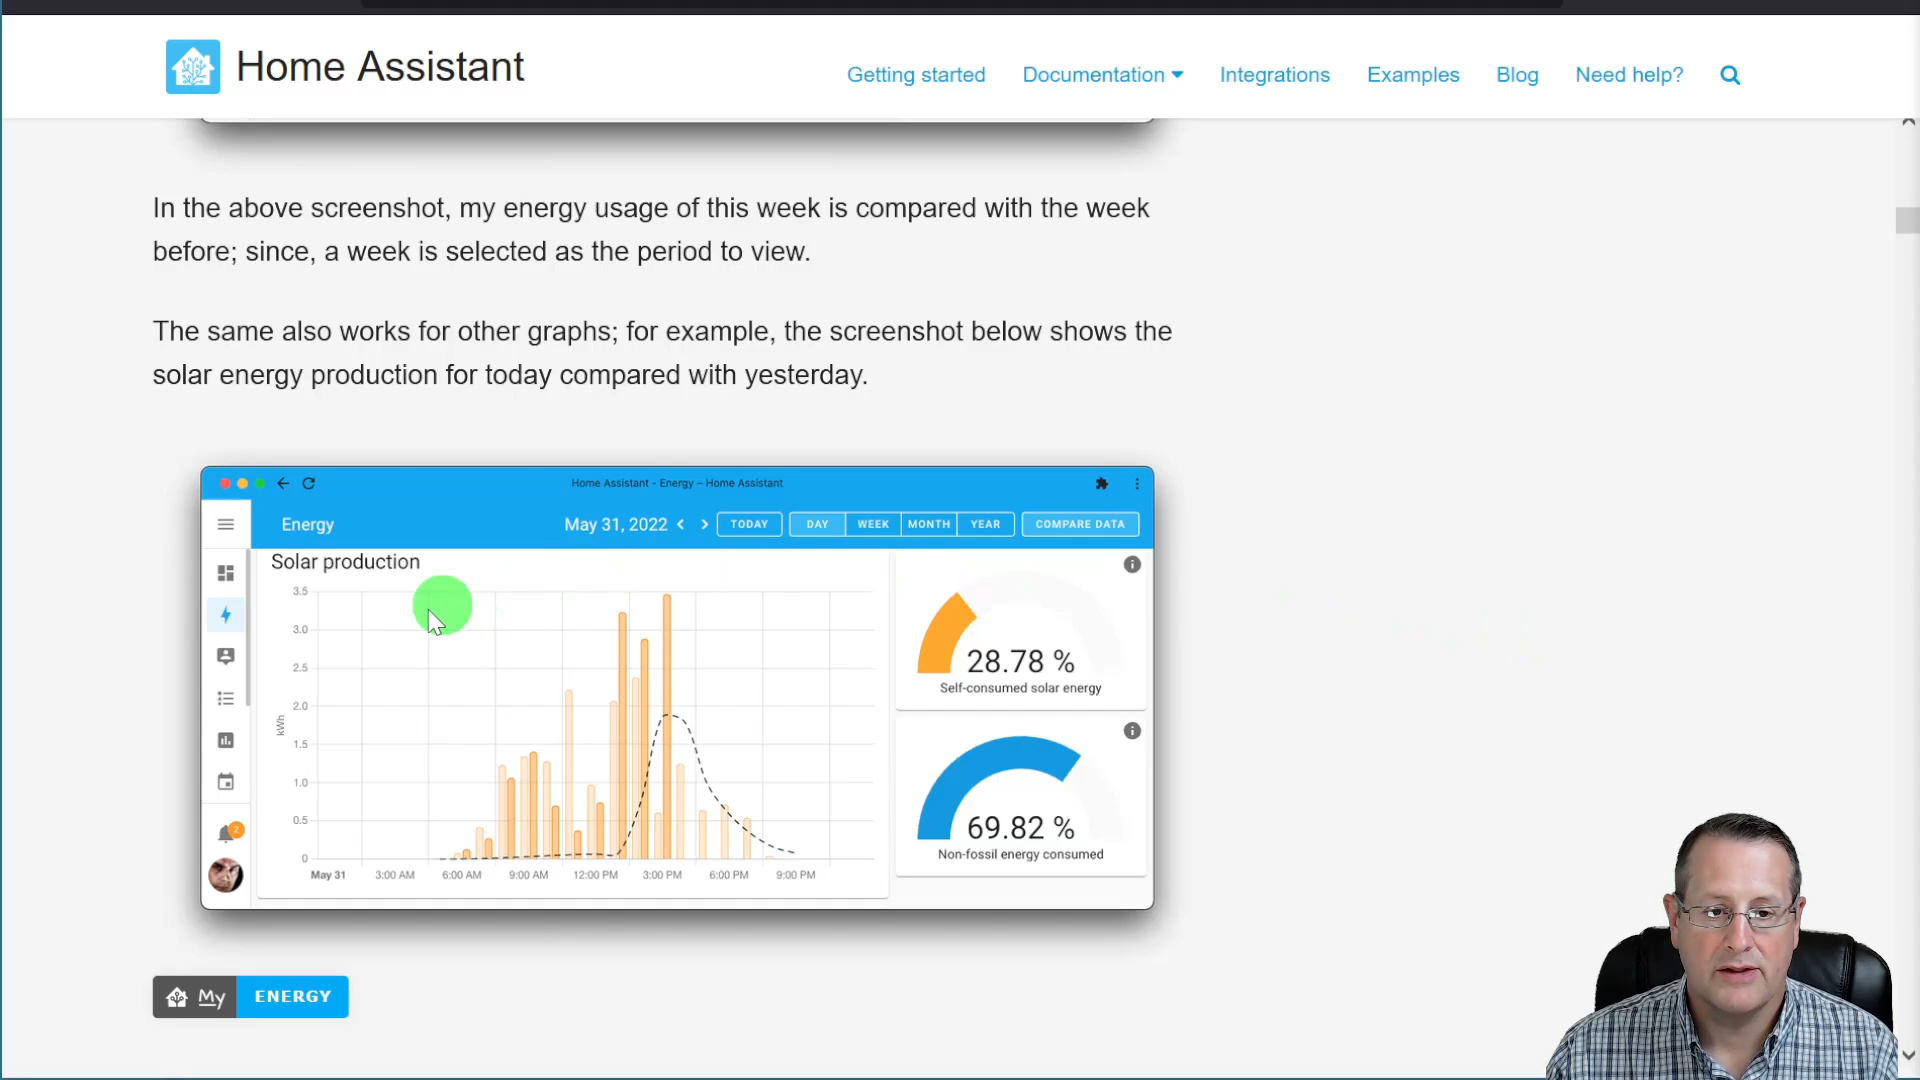 Home Assistant
Getting started
Documentation
Integrations
Examples
Blog
Need help?
In the above screenshot, my energy usage of this week is compared with the week
before; since, a week is selected as the period to view.
The same also works for other graphs; for example, the screenshot below shows the
solar energy production for today compared with yesterday.
Home Assistant - Energy – Home Assistant
Energy
May 31, 2022
TODAY
DAY
WEEK
MONTH
YEAR
COMPARE DATA
Solar production
3.5
3.0
2.5
2.0
1.5
1.0
0.5
0
kWh
May 31
3:00 AM
6:00 AM
9:00 AM
12:00 PM
3:00 PM
6:00 PM
9:00 PM
28.78 %
Self-consumed solar energy
69.82 %
Non-fossil energy consumed
2
My
ENERGY